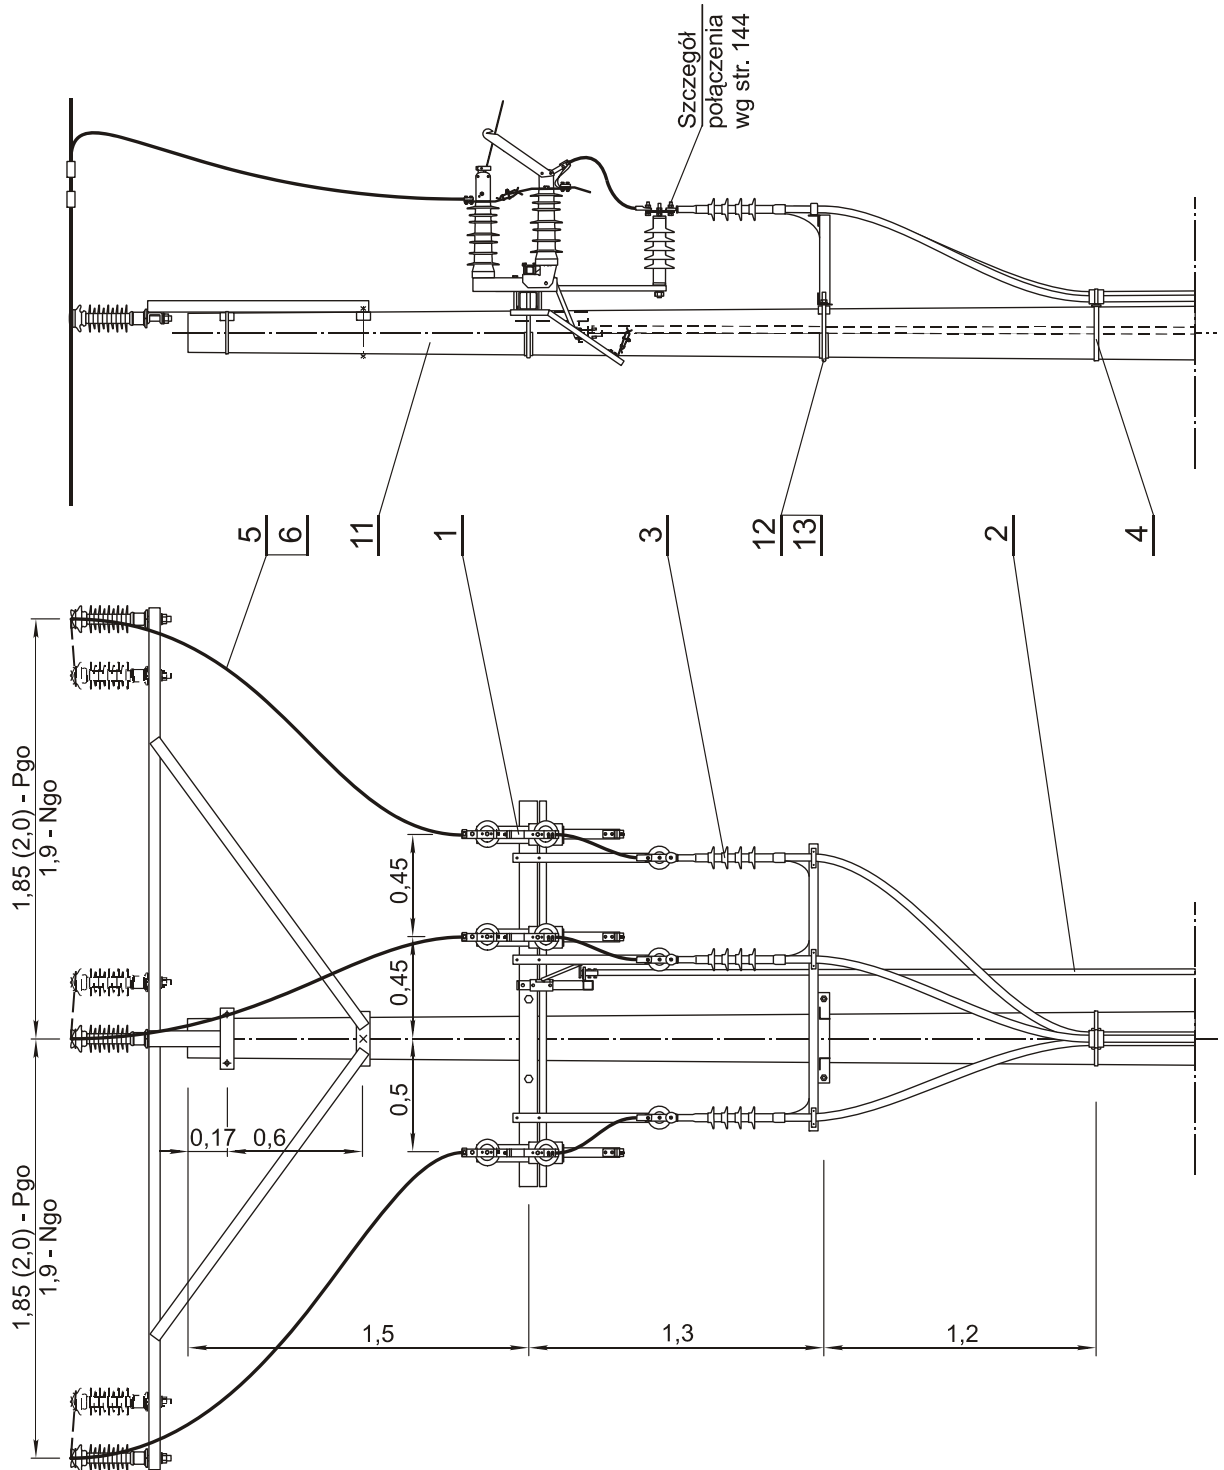 Szczegół
połączenia
wg str. 144
5
6
11
1
3
12
13
2
4
1,85 (2,0) - Pgo
1,9 - Ngo
1,85 (2,0) - Pgo
1,9 - Ngo
0,45
0,45
0,5
0,17
0,6
1,5
1,3
1,2